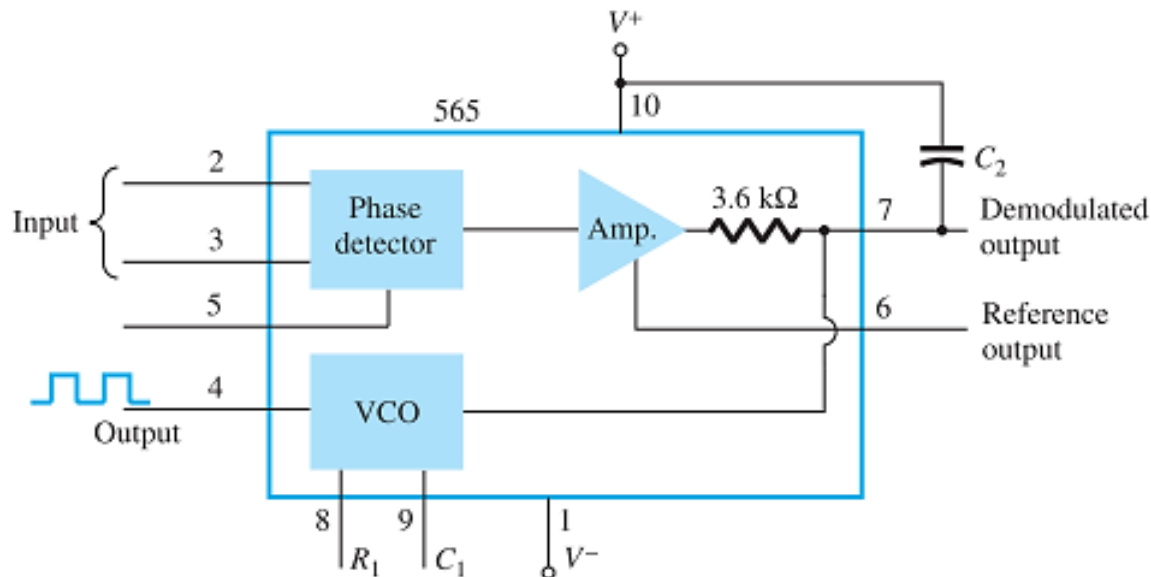 V⁺
565
10
2
C₂
Phase detector
3.6 kΩ
7
Demodulated output
Input
Amp.
3
5
6
Reference output
4
VCO
Output
8
9
1
R₁
C₁
V⁻